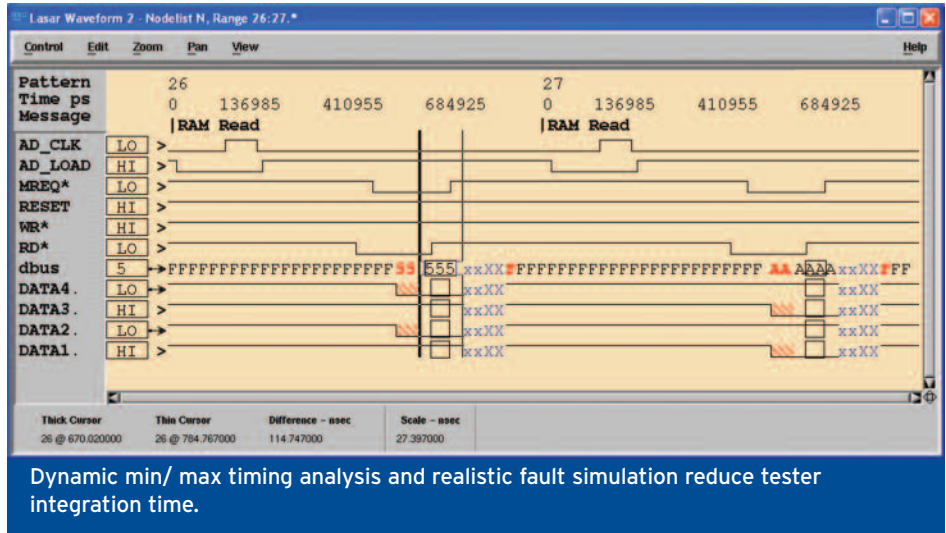 Lasar Waveform 2 - Nodelist N, Range 26:27.*
Control Edit Zoom Pan View Help
Pattern 26 27
Time ps 0 136985 410955 684925 0 136985 410955 684925
Message |RAM Read |RAM Read
AD_CLK LO >
AD_LOAD HI >
MREQ* LO >
RESET HI >
WR* HI >
RD* LO >
dbus 5 FFFFFFFFFFFFFFFFFFFFFF 55 555 xxXX FFFFFFFFFFFFFFFFFFFFFFFF AA AAAA xxXX FFF
DATA4. LO xxXX xxXX
DATA3. HI > xxXX
DATA2. LO xxXX xxXX
DATA1. HI > xxXX xxXX
Thick Cursor Thin Cursor Difference - nsec Scale - nsec
26 @ 670.020000 26 @ 784.767000 114.747000 27.397000
Dynamic min/ max timing analysis and realistic fault simulation reduce tester
integration time.